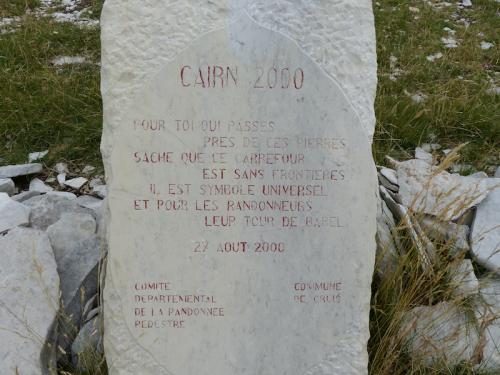 CAIRN 2000
POUR TOI QUI PASSES
PRES DE CES PIERRES
SACHE QUE CE CARREFOUR
EST SANS FRONTIERES
IL EST SYMBOLE UNIVERSEL
ET POUR LES RANDONNEURS
LEUR TOUR DE BABEL
27 AOUT 2000
COMITE
DEPARTEMENTAL
DE LA RANDONNEE
PEDESTRE
COMMUNE
DE CRUIS